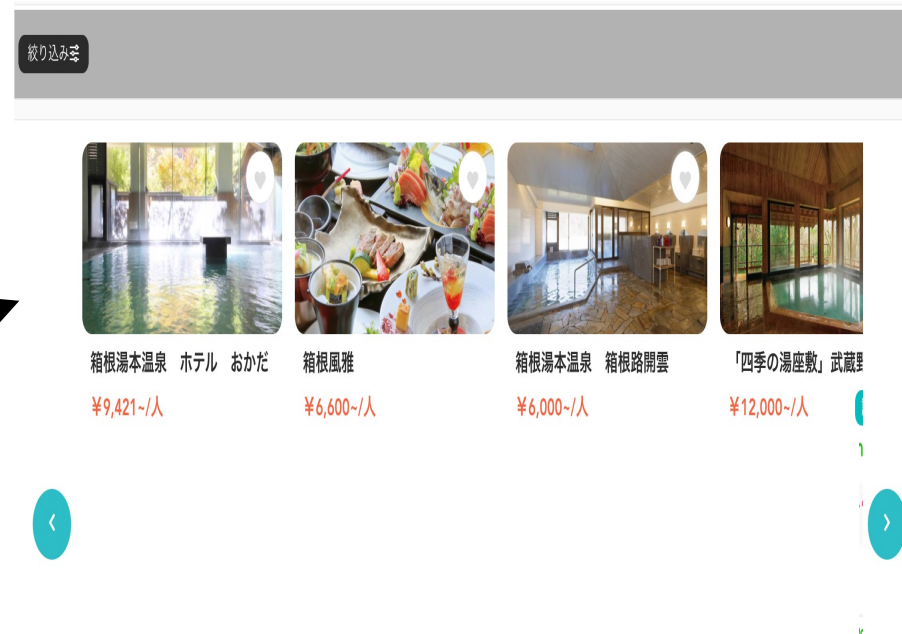 絞り込み
箱根湯本温泉　ホテル　おかだ
¥9,421~/人
箱根風雅
¥6,600~/人
箱根湯本温泉　箱根路開雲
¥6,000~/人
「四季の湯座敷」武蔵野
¥12,000~/人